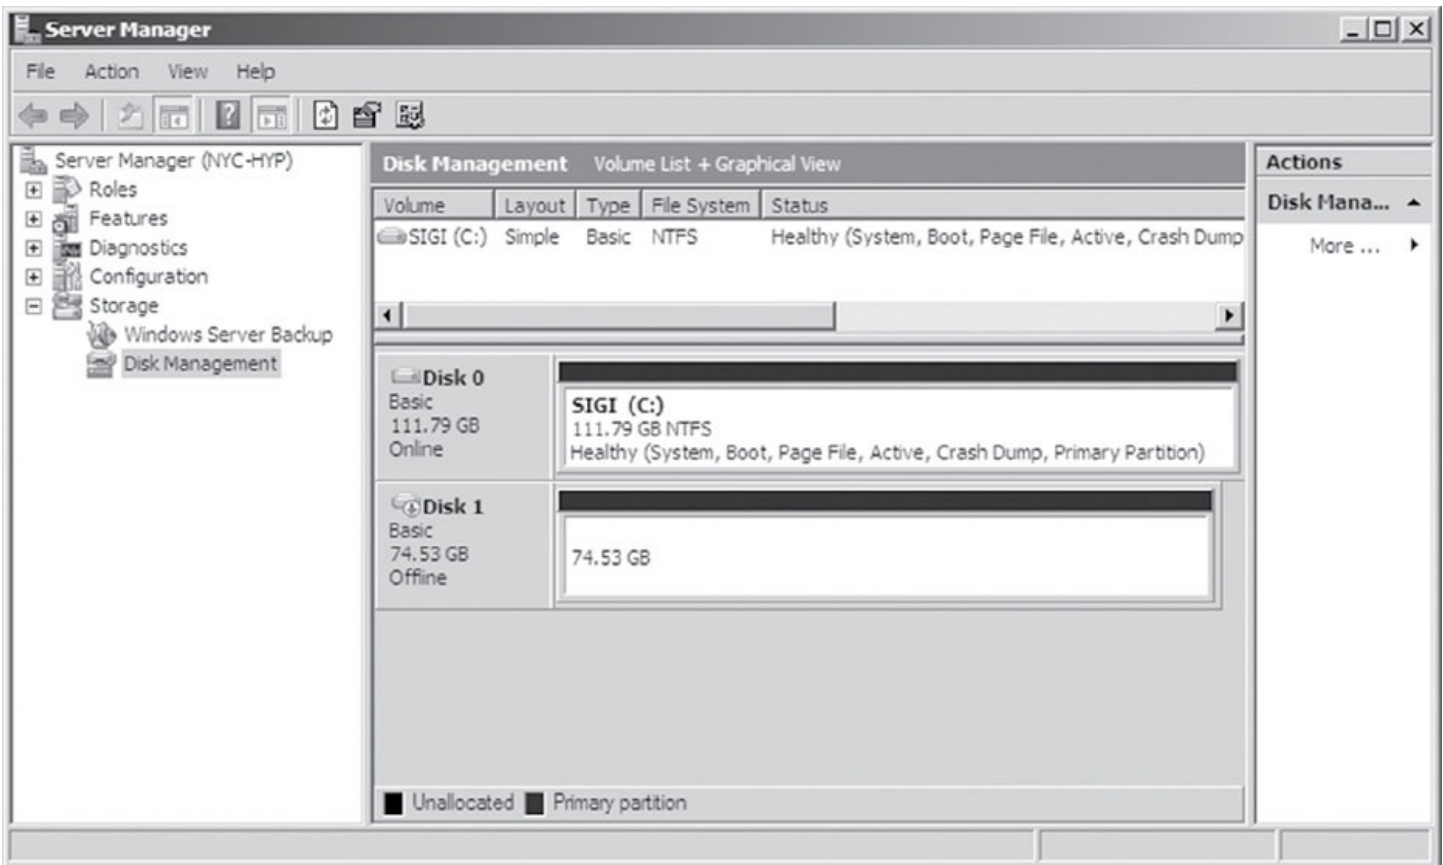 Server Manager
File Action View Help
Server Manager (NYC-HYP)
Roles
Features
Diagnostics
Configuration
Storage
Windows Server Backup
Disk Management
Disk Management Volume List + Graphical View
Volume Layout Type File System Status
SIGI (C:) Simple Basic NTFS Healthy (System, Boot, Page File, Active, Crash Dump
Disk 0
Basic
111.79 GB
Online
SIGI (C:)
111.79 GB NTFS
Healthy (System, Boot, Page File, Active, Crash Dump, Primary Partition)
Disk 1
Basic
74.53 GB
Offline
74.53 GB
Unallocated Primary partition
Actions
Disk Mana...
More ...